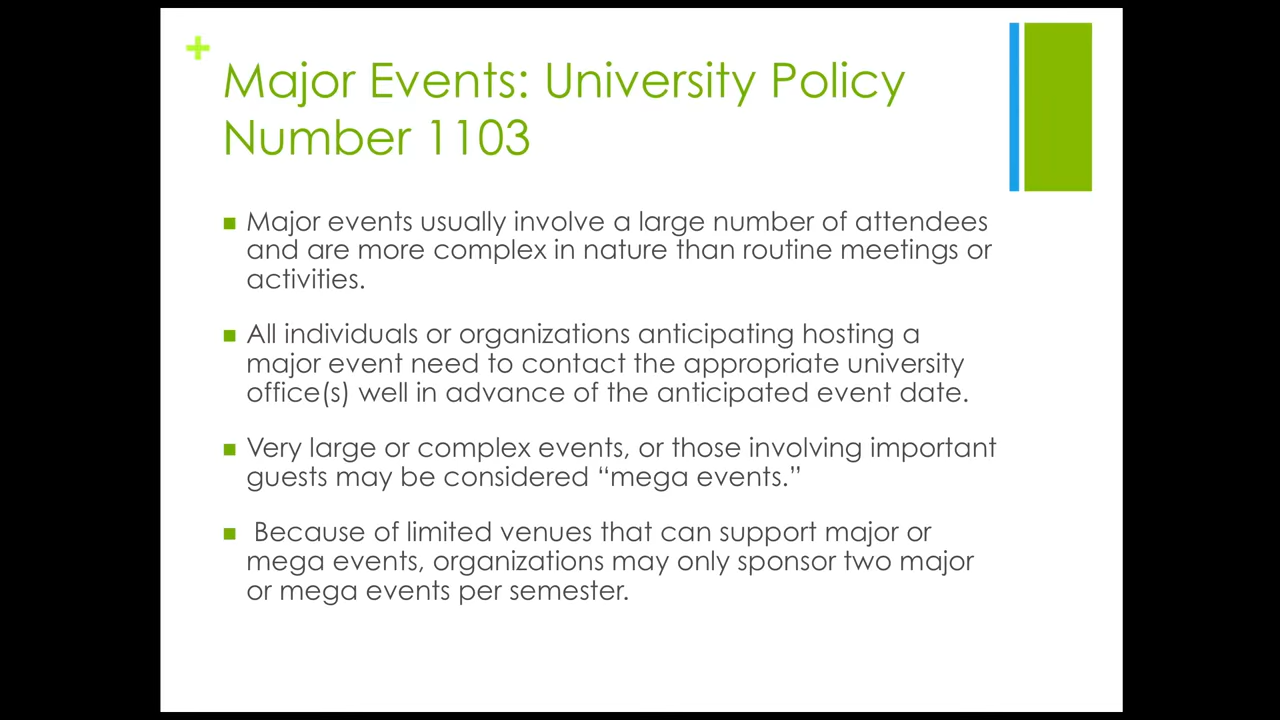 Major Events: University Policy
Number 1103
Major events usually involve a large number of attendees
and are more complex in nature than routine meetings or
activities.
All individuals or organizations anticipating hosting a
major event need to contact the appropriate university
office(s) well in advance of the anticipated event date.
Very large or complex events, or those involving important
guests may be considered “mega events.”
Because of limited venues that can support major or
mega events, organizations may only sponsor two major
or mega events per semester.